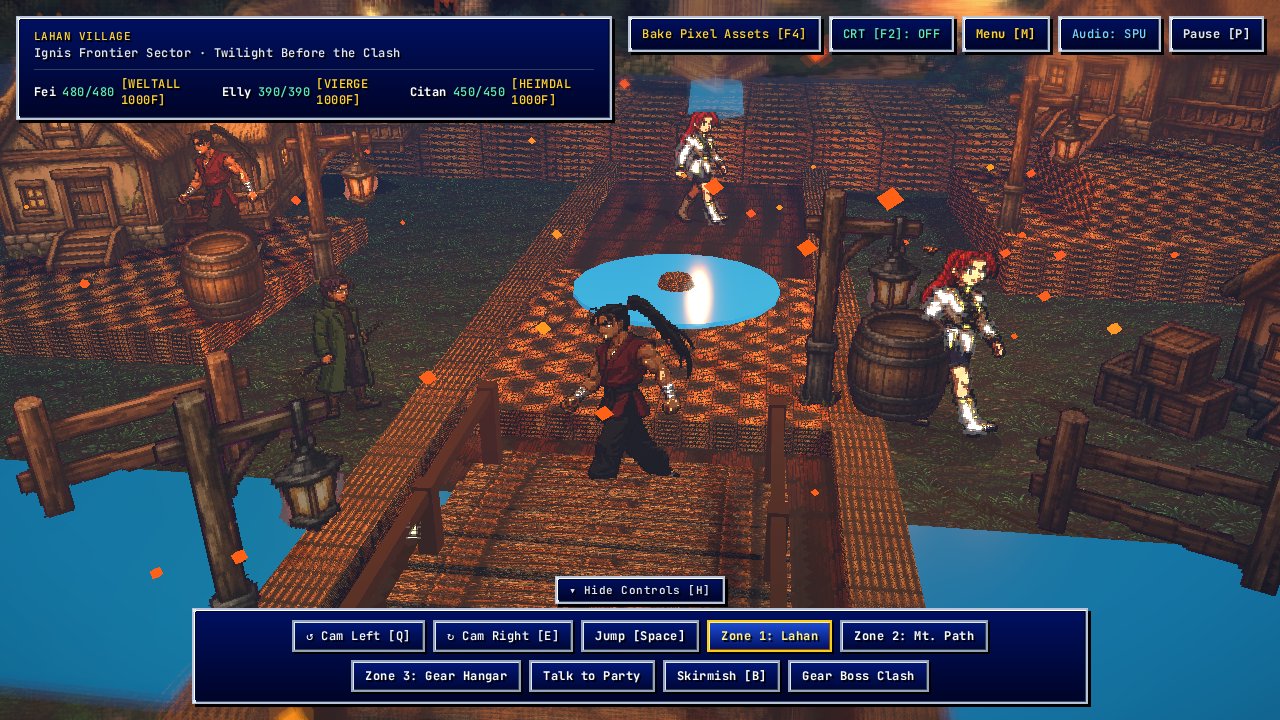 LAHAN VILLAGE
Ignis Frontier Sector · Twilight Before the Clash
Fei 480/480 [WELTALL 1000F] Elly 390/390 [VIERGE 1000F] Citan 450/450 [HEIMDAL 1000F]
Bake Pixel Assets [F4] CRT [F2]: OFF Menu [M] Audio: SPU Pause [P]
▾ Hide Controls [H]
↺ Cam Left [Q] ↻ Cam Right [E] Jump [Space] Zone 1: Lahan Zone 2: Mt. Path
Zone 3: Gear Hangar Talk to Party Skirmish [B] Gear Boss Clash